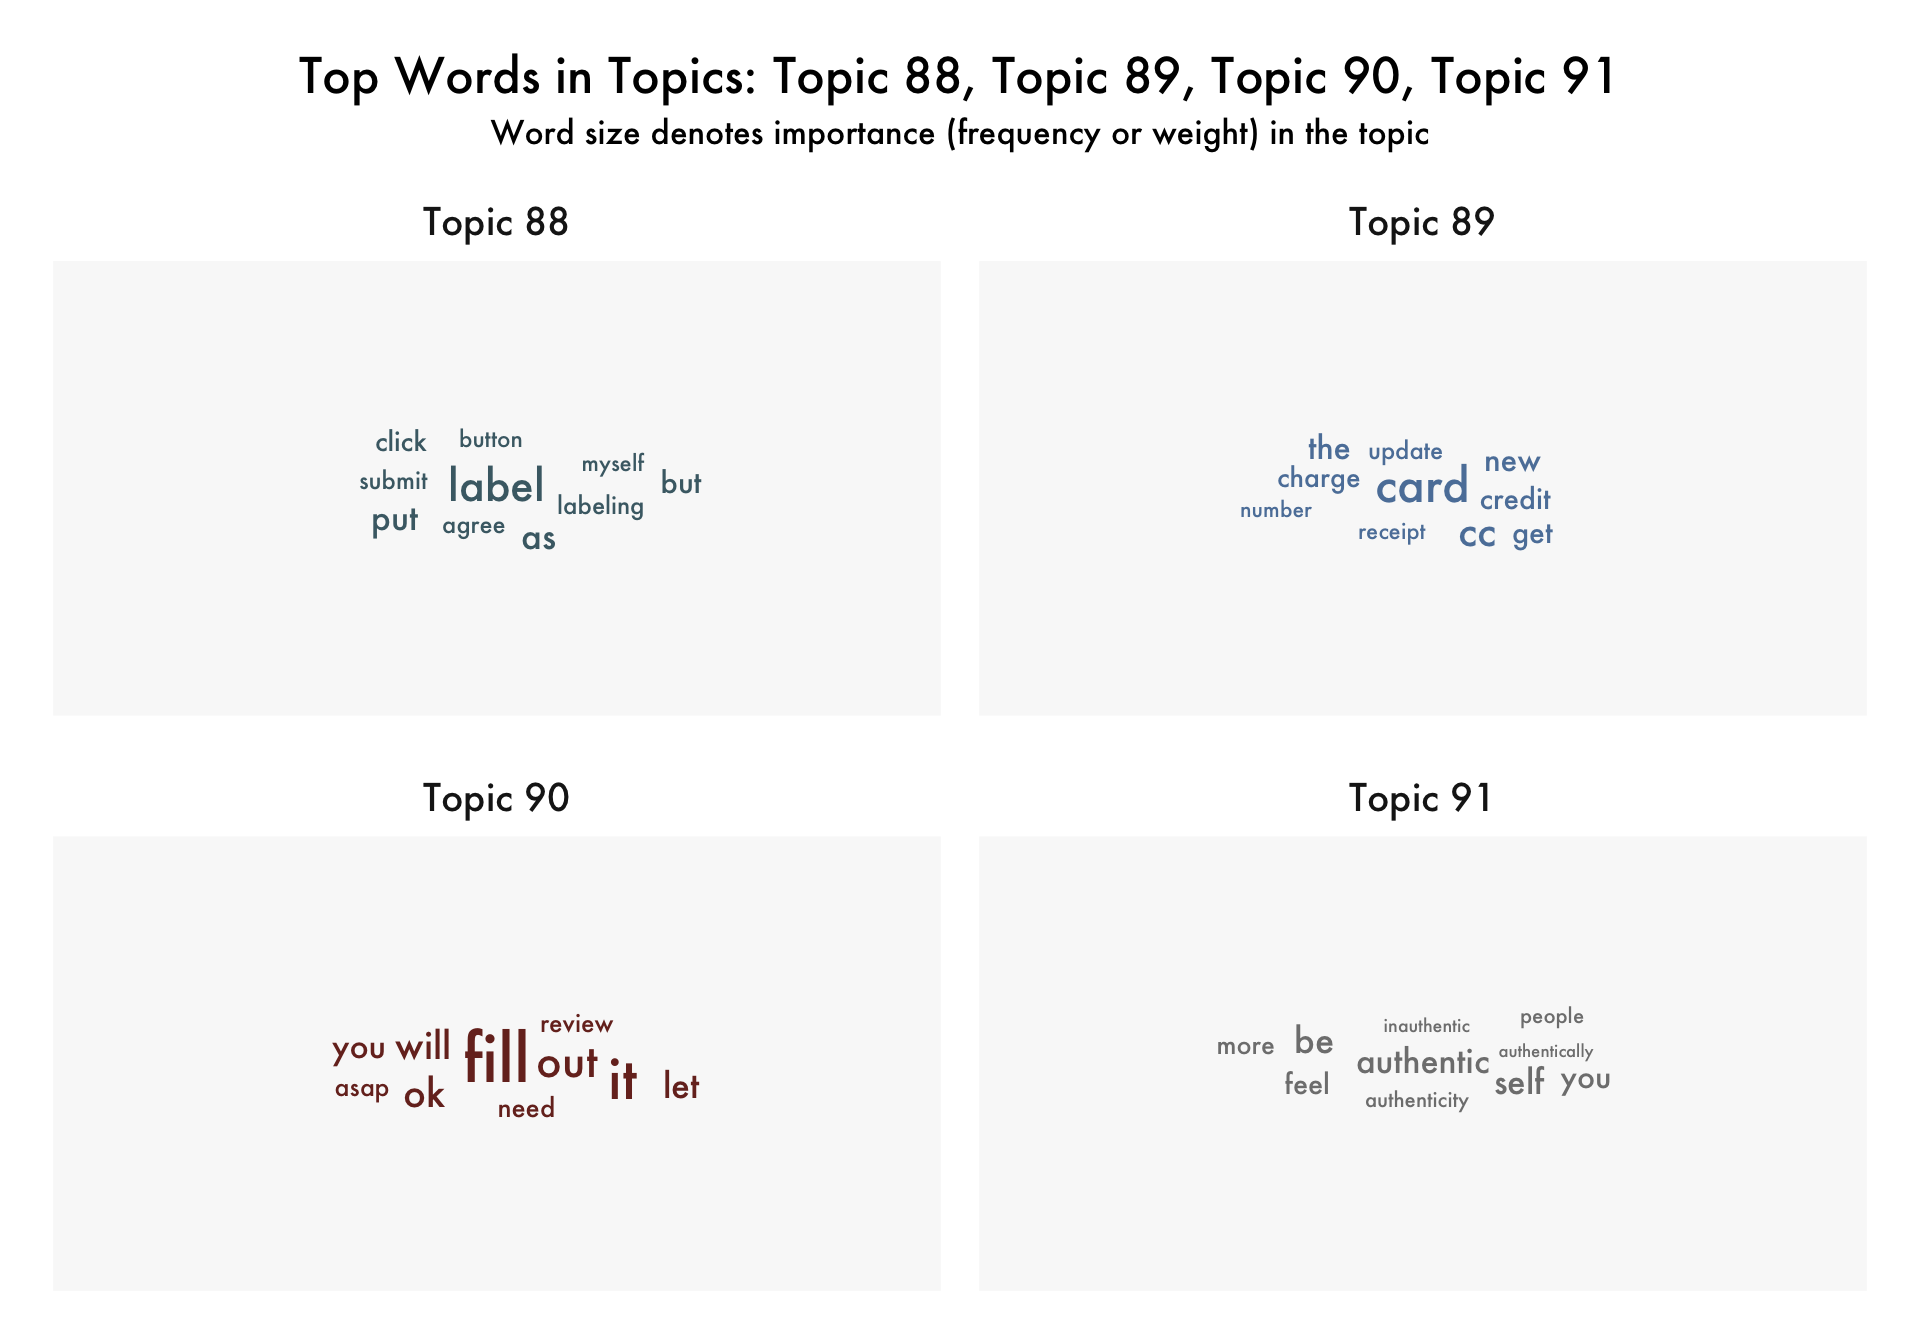 Top Words in Topics: Topic 88, Topic 89, Topic 90, Topic 91
Word size denotes importance (frequency or weight) in the topic
Topic 88
click button
myself
submit label but
labeling
put agree as
Topic 89
the update new
charge card credit
number
receipt cc get
Topic 90
review
you will fill out it let
asap ok
need
Topic 91
people
inauthentic
more be authentic authentically
feel self you
authenticity